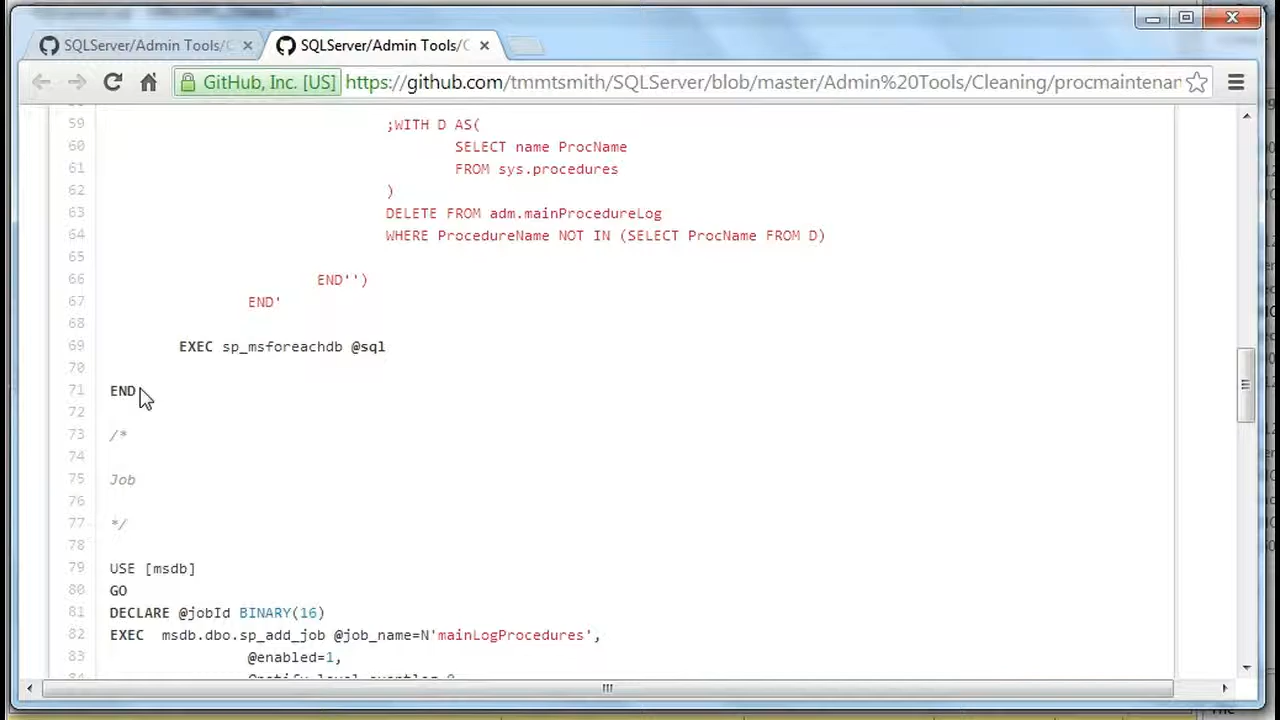 SQLServer/Admin Tools/C
SQLServer/Admin Tools/C
GitHub, Inc. [US] https://github.com/tmmtsmith/SQLServer/blob/master/Admin%20Tools/Cleaning/procmaintenan
59 ;WITH D AS(
60 SELECT name ProcName
61 FROM sys.procedures
62 )
63 DELETE FROM adm.mainProcedureLog
64 WHERE ProcedureName NOT IN (SELECT ProcName FROM D)
65
66 END'')
67 END'
68
69 EXEC sp_msforeachdb @sql
70
71 END
72
73 /*
74
75 Job
76
77 */
78
79 USE [msdb]
80 GO
81 DECLARE @jobId BINARY(16)
82 EXEC msdb.dbo.sp_add_job @job_name=N'mainLogProcedures',
83 @enabled=1,